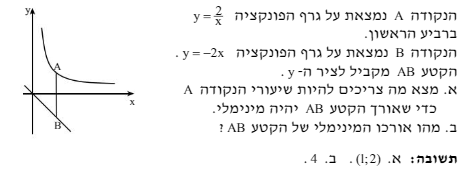 הנקודה A נמצאת על גרף הפונקציה y = 2/x
ברביע הראשון.
הנקודה B נמצאת על גרף הפונקציה y = –2x .
הקטע AB מקביל לציר ה- y .
א. מצא מה צריכים להיות שיעורי הנקודה A
כדי שאורך הקטע AB יהיה מינימלי.
ב. מהו אורכו המינימלי של הקטע AB ?
תשובה: א. (1;2) . ב. 4 .
y
A
x
B